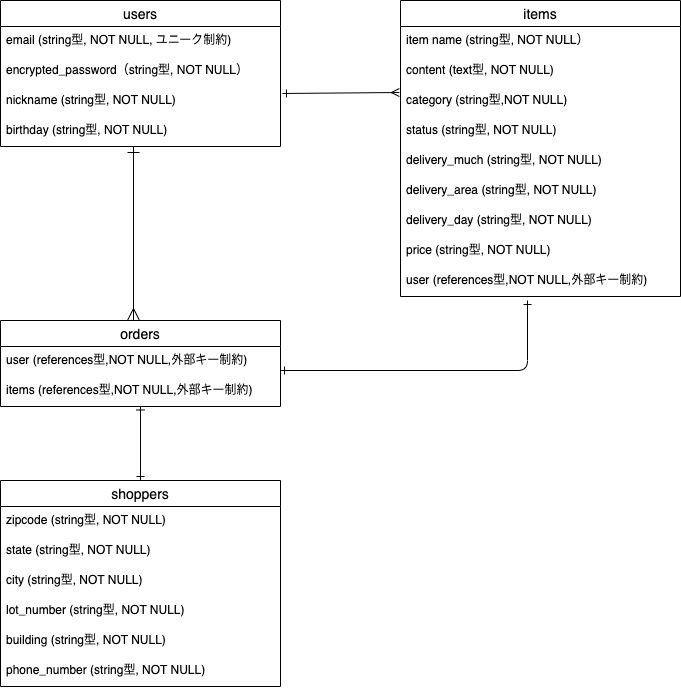 users
email (string型, NOT NULL, ユニーク制約)
encrypted_password（string型, NOT NULL）
nickname (string型, NOT NULL)
birthday (string型, NOT NULL)
items
item name (string型, NOT NULL）
content (text型, NOT NULL)
category (string型,NOT NULL)
status (string型, NOT NULL)
delivery_much (string型, NOT NULL)
delivery_area (string型, NOT NULL)
delivery_day (string型, NOT NULL)
price (string型, NOT NULL)
user (references型,NOT NULL,外部キー制約)
orders
user (references型,NOT NULL,外部キー制約)
items (references型,NOT NULL,外部キー制約)
shoppers
zipcode (string型, NOT NULL)
state (string型, NOT NULL)
city (string型, NOT NULL)
lot_number (string型, NOT NULL)
building (string型, NOT NULL)
phone_number (string型, NOT NULL)